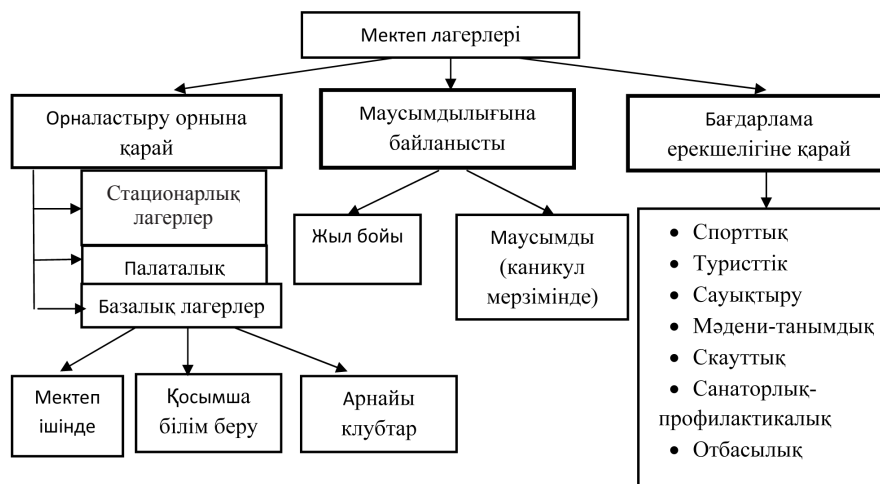 Мектеп лагерлері
Орналастыру орнына
қарай
Маусымдылығына
байланысты
Бағдарлама
ерекшелігіне қарай
Стационарлық
лагерлер
Палаталық
Базалық лагерлер
Мектеп
ішінде
Қосымша
білім беру
Арнайы
клубтар
Жыл бойы
Маусымды
(каникул
мерзімінде)
• Спорттық
• Туристтік
• Сауықтыру
• Мәдени-танымдық
• Скауттық
• Санаторлық-
профилактикалық
• Отбасылық